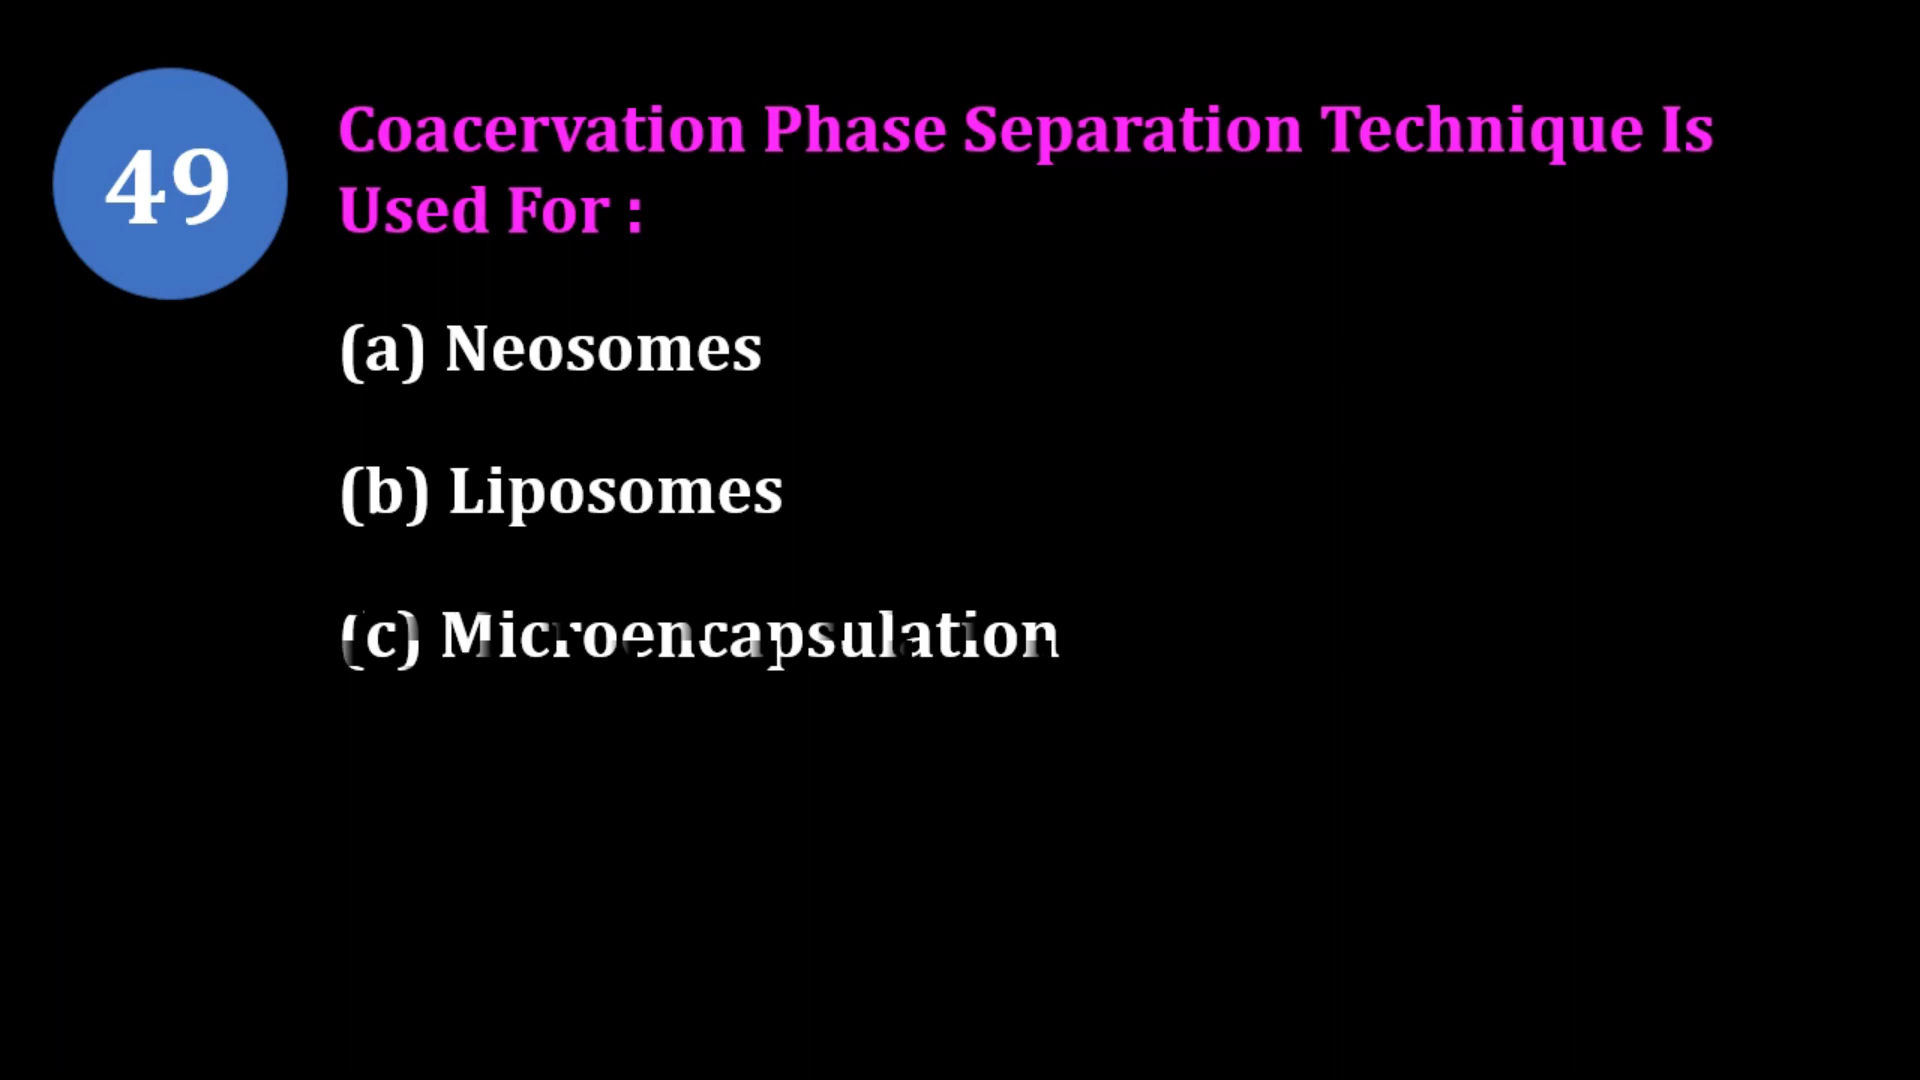 49
Coacervation Phase Separation Technique Is
Used For :
(a) Neosomes
(b) Liposomes
(c) Microencapsulation